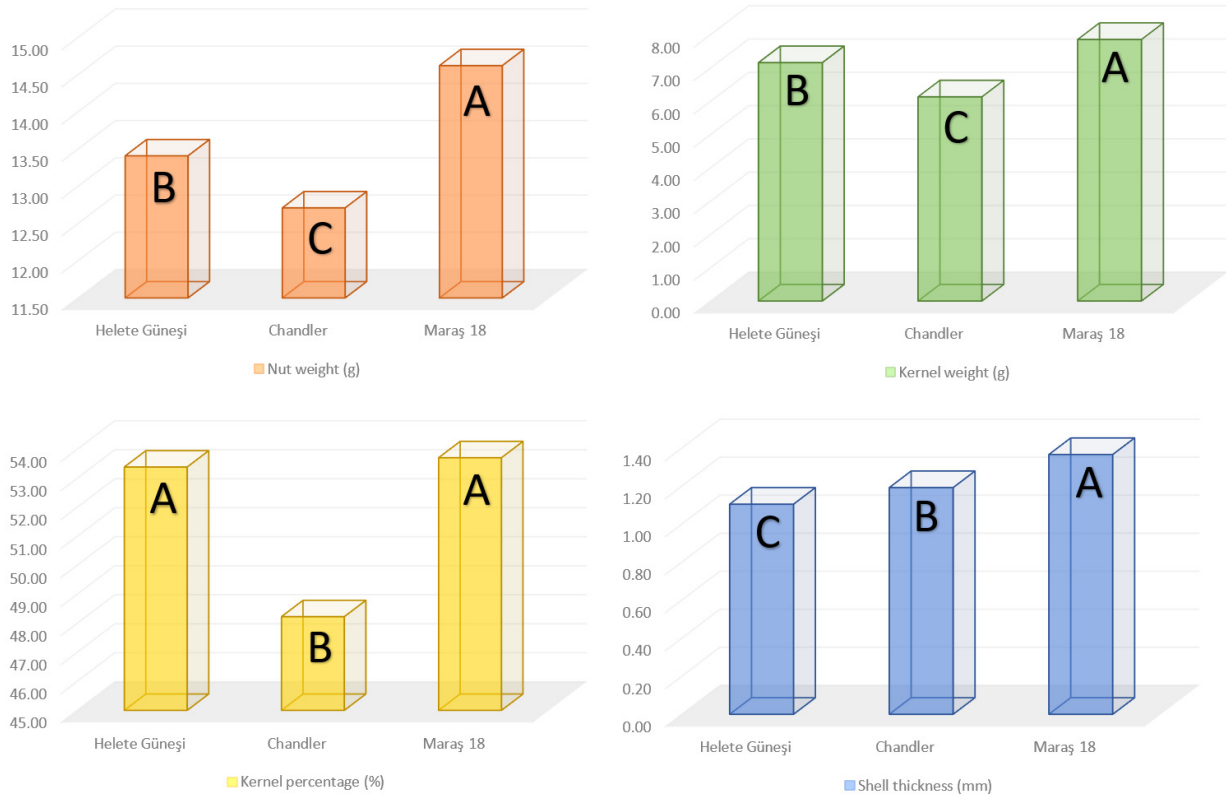 15.00
14.50
14.00
13.50
13.00
12.50
12.00
11.50
B
C
A
Helete Güneşi Chandler Maraş 18
Nut weight (g)
8.00
7.00
6.00
5.00
4.00
3.00
2.00
1.00
0.00
B
C
A
Helete Güneşi Chandler Maraş 18
Kernel weight (g)
54.00
53.00
52.00
51.00
50.00
49.00
48.00
47.00
46.00
45.00
A
B
A
Helete Güneşi Chandler Maraş 18
Kernel percentage (%)
1.40
1.20
1.00
0.80
0.60
0.40
0.20
0.00
C
B
A
Helete Güneşi Chandler Maraş 18
Shell thickness (mm)